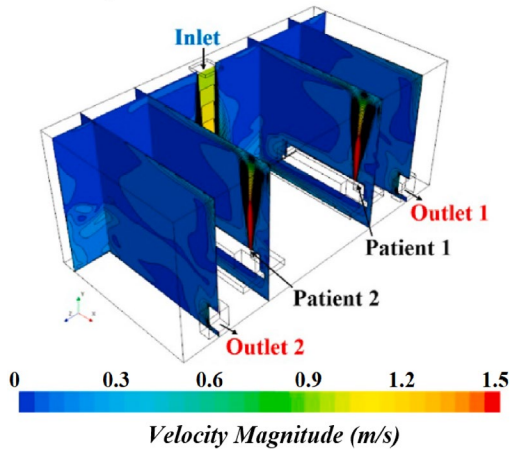 Inlet
Outlet 1
Patient 1
Patient 2
Outlet 2
Y
Z
X
0 0.3 0.6 0.9 1.2 1.5
Velocity Magnitude (m/s)